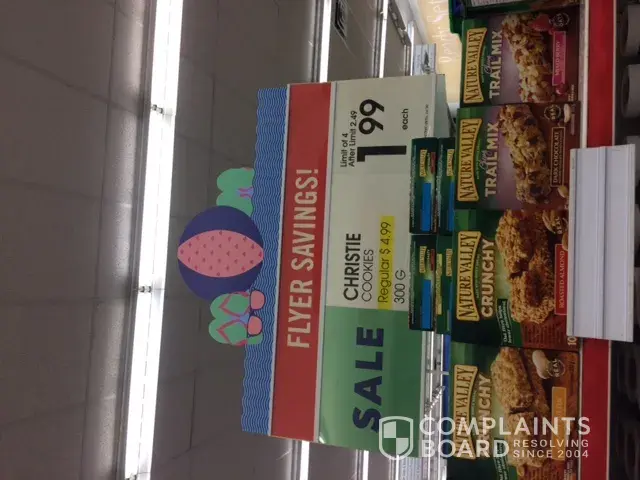 FLYER SAVINGS!
CHRISTIE
COOKIES
Regular $ 4.99
300 G
Limit of 4
After Limit 2.49
1 99
each
SALE
NATURE VALLEY
TRAIL MIX
NATURE VALLEY
Chewy
TRAIL MIX
DARK CHOCOLATE
NATURE VALLEY
CRUNCHY
ROASTED ALMOND
NATURE VALLEY
CRUNCHY
COMPLAINTS
BOARD
RESOLVING
SINCE 2004